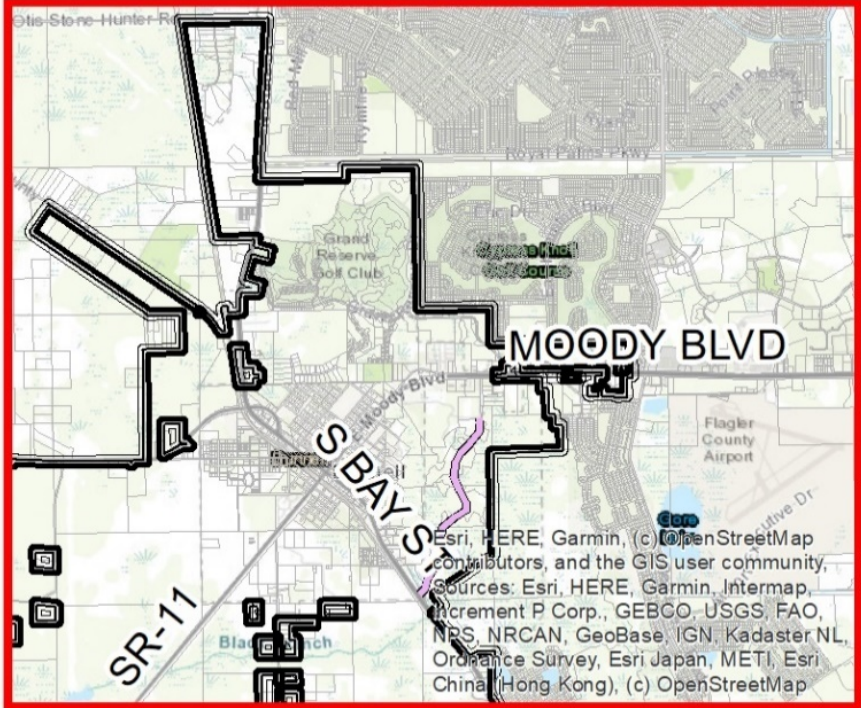 Otis Stone Hunter Rd
Royal Palms Pkwy
Grand
Reserve
Golf Club
MOODY BLVD
E Moody Blvd
Flagler
County
Airport
S BAY ST
SR-11
Executive Dr
Esri, HERE, Garmin, (c) OpenStreetMap
contributors, and the GIS user community,
Sources: Esri, HERE, Garmin, Intermap,
increment P Corp., GEBCO, USGS, FAO,
NPS, NRCAN, GeoBase, IGN, Kadaster NL,
Ordnance Survey, Esri Japan, METI, Esri
China (Hong Kong), (c) OpenStreetMap